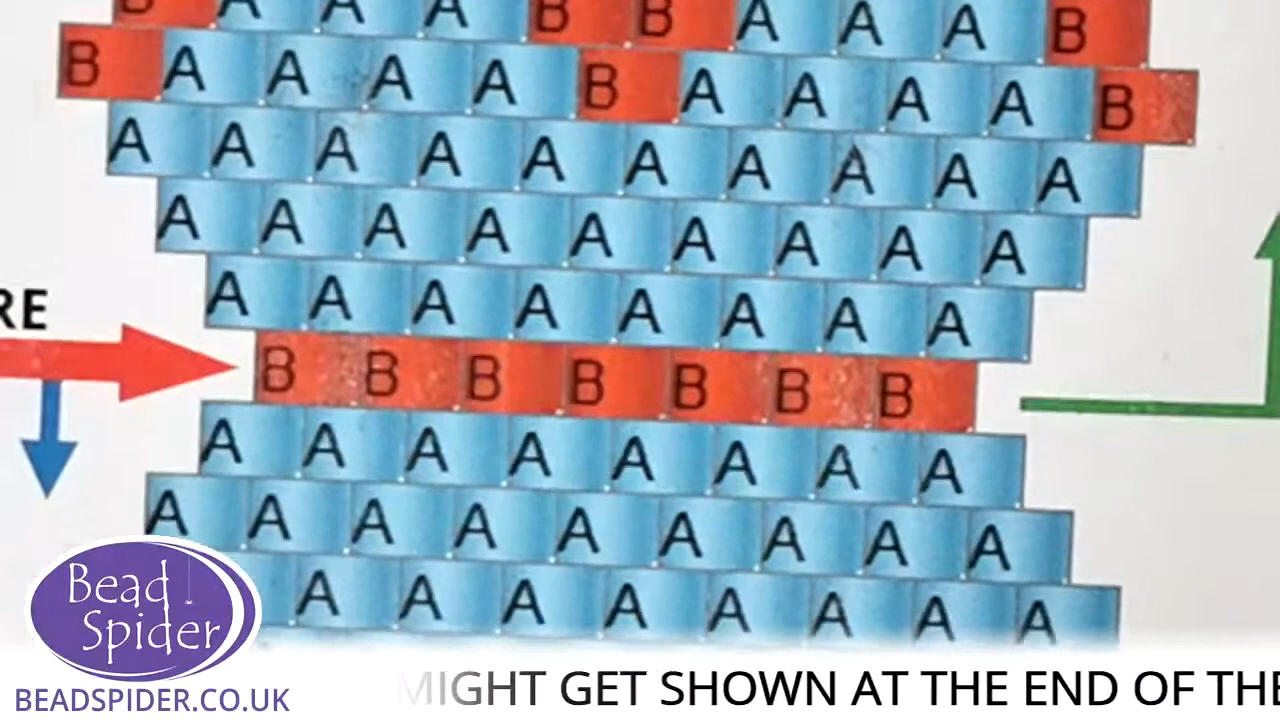 B A A A B B A A A B
B A A A A B A A A A B
A A A A A A A A A A
A A A A A A A A A
A A A A A A A A
RE
B B B B B B B
A A A A A A A A
A A A A A A A A A
A A A A A A A A
Bead
Spider
BEADSPIDER.CO.UK
MIGHT GET SHOWN AT THE END OF THE